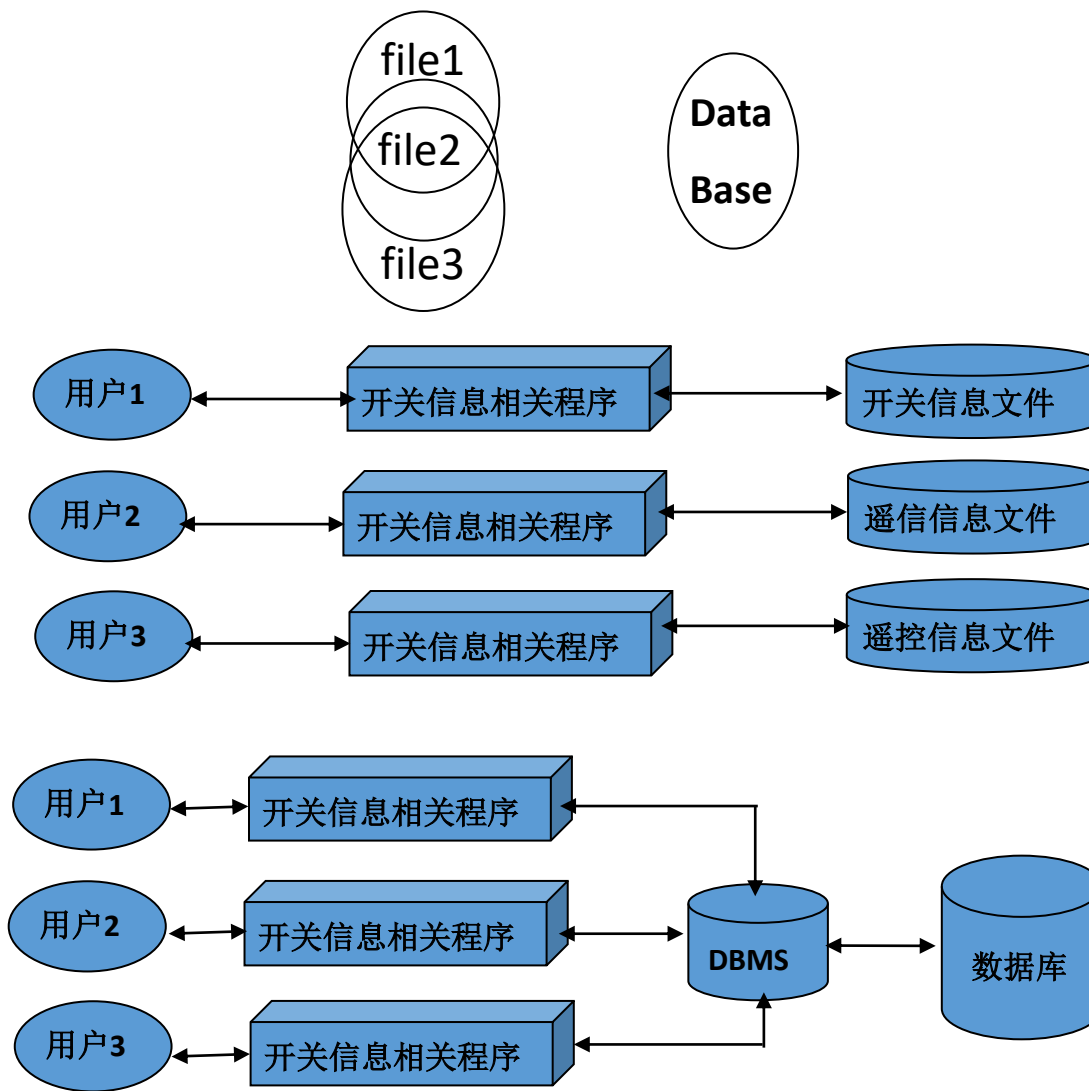 file1
file2
file3
Data
Base
用户1
开关信息相关程序
开关信息文件
用户2
开关信息相关程序
遥信信息文件
用户3
开关信息相关程序
遥控信息文件
用户1
开关信息相关程序
用户2
开关信息相关程序
DBMS
数据库
用户3
开关信息相关程序